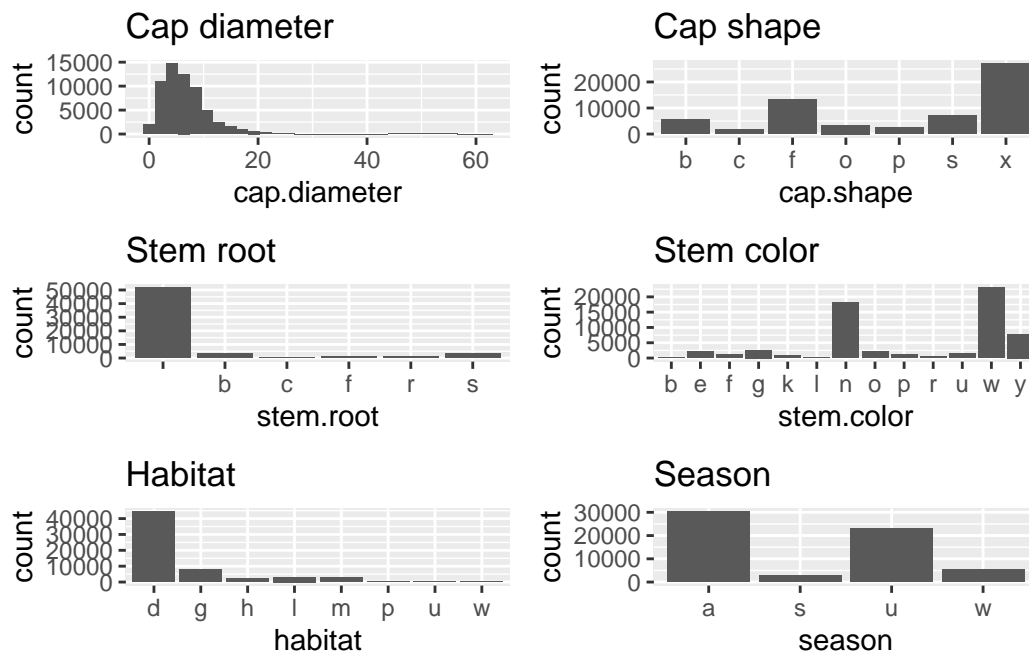 Cap diameter
count
15000
10000
5000
0
0 20 40 60
cap.diameter
Cap shape
count
20000
10000
0
b c f o p s x
cap.shape
Stem root
count
50000
40000
30000
20000
10000
0
b c f r s
stem.root
Stem color
count
20000
15000
10000
5000
0
b e f g k l n o p r u w y
stem.color
Habitat
count
40000
30000
20000
10000
0
d g h l m p u w
habitat
Season
count
30000
20000
10000
0
a s u w
season